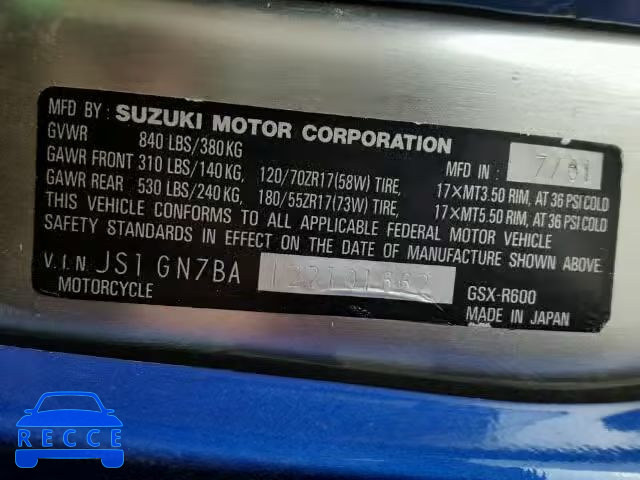 MFD BY: SUZUKI MOTOR CORPORATION
GVWR 840 LBS/380KG MFD IN 7/01
GAWR FRONT 310 LBS/140KG, 120/70ZR17(58W) TIRE, 17×MT3.50 RIM, AT 36 PSI COLD
GAWR REAR 530 LBS/240KG, 180/55ZR17(73W) TIRE, 17×MT5.50 RIM, AT 36 PSI COLD
THIS VEHICLE CONFORMS TO ALL APPLICABLE FEDERAL MOTOR VEHICLE
SAFETY STANDARDS IN EFFECT ON THE DATE OF MANUFACTURE SHOWN ABOVE.
V.I.N JS1GN7BA
MOTORCYCLE GSX-R600
MADE IN JAPAN
RECCE